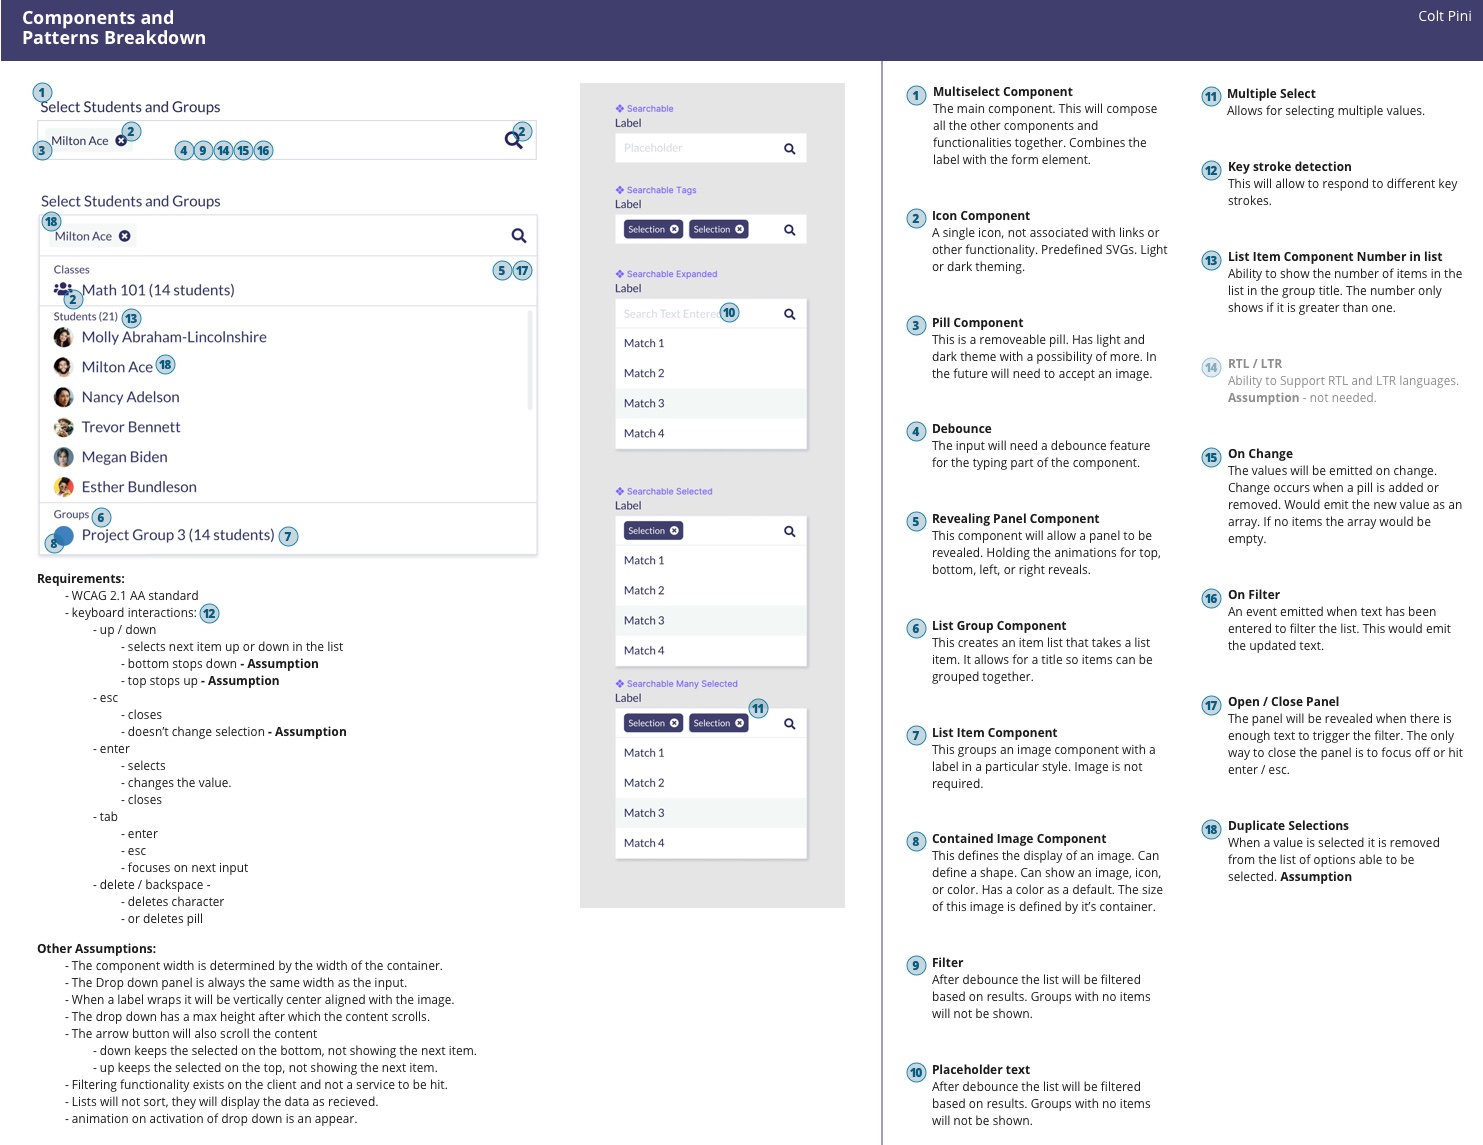 Components and
Patterns Breakdown
Colt Pini
1
Select Students and Groups
Milton Ace
2
2
3
4
9
14
15
16
Select Students and Groups
18
Milton Ace
Classes
5
17
Math 101 (14 students)
2
Students (21)
13
Molly Abraham-Lincolnshire
Milton Ace
18
Nancy Adelson
Trevor Bennett
Megan Biden
Esther Bundleson
Groups
6
Project Group 3 (14 students)
7
8
Requirements:
- WCAG 2.1 AA standard
- keyboard interactions:
12
- up / down
- selects next item up or down in the list
- bottom stops down - Assumption
- top stops up - Assumption
- esc
- closes
- doesn't change selection - Assumption
- enter
- selects
- changes the value.
- closes
- tab
- enter
- esc
- focuses on next input
- delete / backspace -
- deletes character
- or deletes pill
Other Assumptions:
- The component width is determined by the width of the container.
- The Drop down panel is always the same width as the input.
- When a label wraps it will be vertically center aligned with the image.
- The drop down has a max height after which the content scrolls.
- The arrow button will also scroll the content
- down keeps the selected on the bottom, not showing the next item.
- up keeps the selected on the top, not showing the next item.
- Filtering functionality exists on the client and not a service to be hit.
- Lists will not sort, they will display the data as recieved.
- animation on activation of drop down is an appear.
Searchable
Label
Placeholder
Searchable Tags
Label
Selection
Selection
Searchable Expanded
Label
Search Text Entered
10
Match 1
Match 2
Match 3
Match 4
Searchable Selected
Label
Selection
Match 1
Match 2
Match 3
Match 4
Searchable Many Selected
Label
11
Selection
Selection
Match 1
Match 2
Match 3
Match 4
1
Multiselect Component
The main component. This will compose
all the other components and
functionalities together. Combines the
label with the form element.
2
Icon Component
A single icon, not associated with links or
other functionality. Predefined SVGs. Light
or dark theming.
3
Pill Component
This is a removeable pill. Has light and
dark theme with a possibility of more. In
the future will need to accept an image.
4
Debounce
The input will need a debounce feature
for the typing part of the component.
5
Revealing Panel Component
This component will allow a panel to be
revealed. Holding the animations for top,
bottom, left, or right reveals.
6
List Group Component
This creates an item list that takes a list
item. It allows for a title so items can be
grouped together.
7
List Item Component
This groups an image component with a
label in a particular style. Image is not
required.
8
Contained Image Component
This defines the display of an image. Can
define a shape. Can show an image, icon,
or color. Has a color as a default. The size
of this image is defined by it's container.
9
Filter
After debounce the list will be filtered
based on results. Groups with no items
will not be shown.
10
Placeholder text
After debounce the list will be filtered
based on results. Groups with no items
will not be shown.
11
Multiple Select
Allows for selecting multiple values.
12
Key stroke detection
This will allow to respond to different key
strokes.
13
List Item Component Number in list
Ability to show the number of items in the
list in the group title. The number only
shows if it is greater than one.
14
RTL / LTR
Ability to Support RTL and LTR languages.
Assumption - not needed.
15
On Change
The values will be emitted on change.
Change occurs when a pill is added or
removed. Would emit the new value as an
array. If no items the array would be
empty.
16
On Filter
An event emitted when text has been
entered to filter the list. This would emit
the updated text.
17
Open / Close Panel
The panel will be revealed when there is
enough text to trigger the filter. The only
way to close the panel is to focus off or hit
enter / esc.
18
Duplicate Selections
When a value is selected it is removed
from the list of options able to be
selected. Assumption